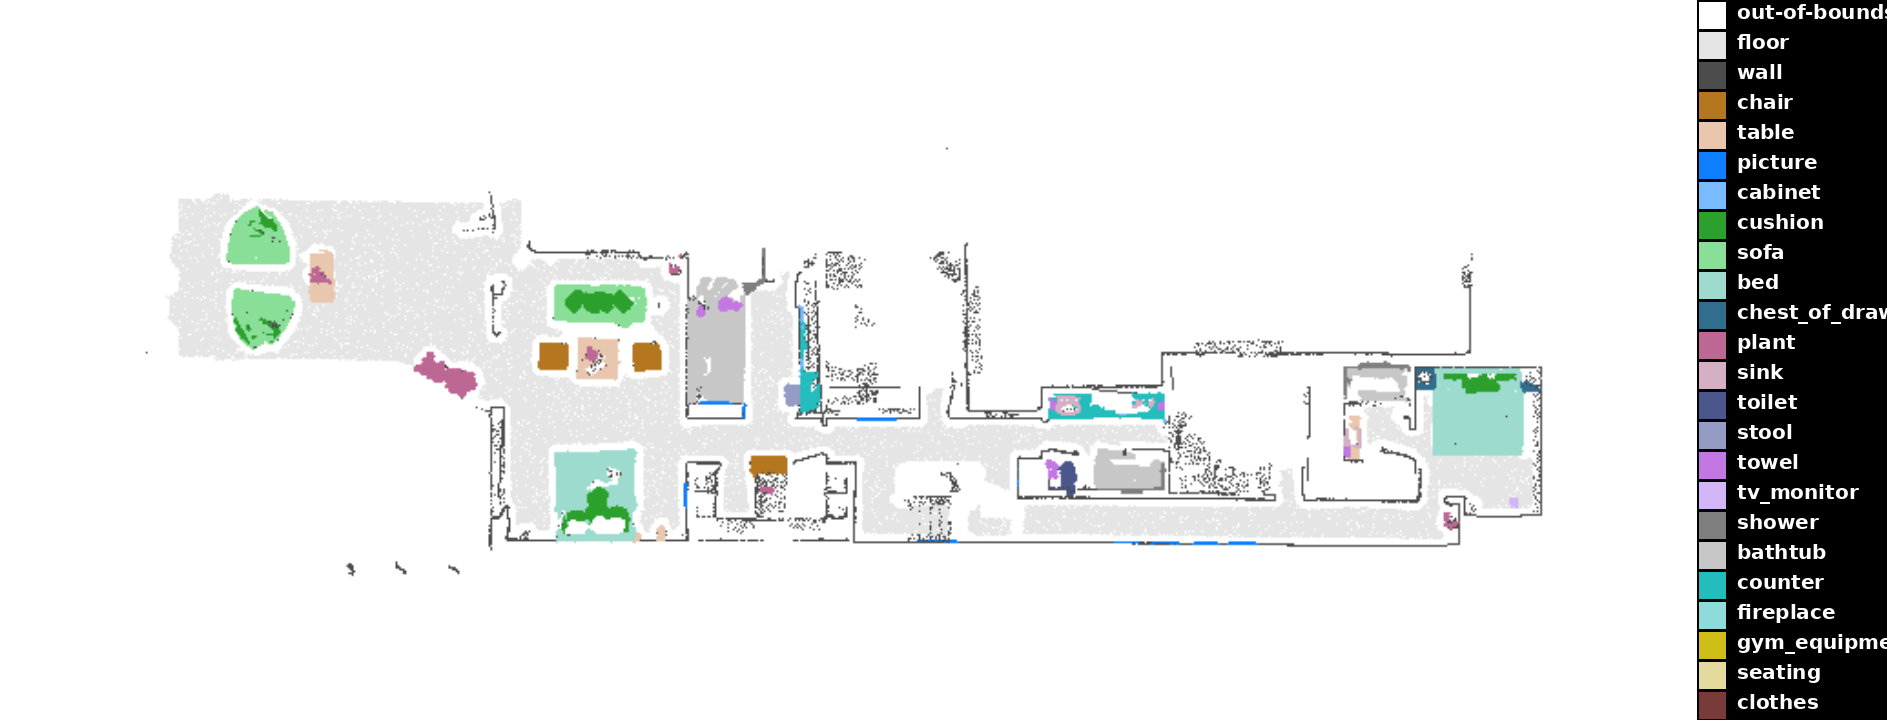 out-of-bounds
floor
wall
chair
table
picture
cabinet
cushion
sofa
bed
chest_of_draw
plant
sink
toilet
stool
towel
tv_monitor
shower
bathtub
counter
fireplace
gym_equipme
seating
clothes